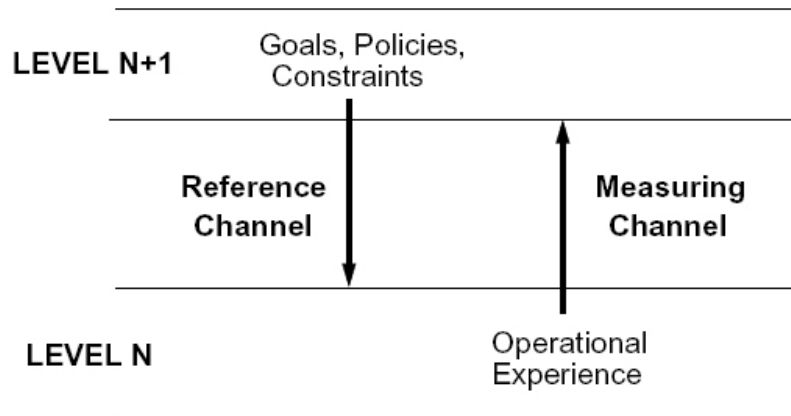 LEVEL N+1
Goals, Policies,
Constraints
Reference
Channel
Measuring
Channel
LEVEL N
Operational
Experience